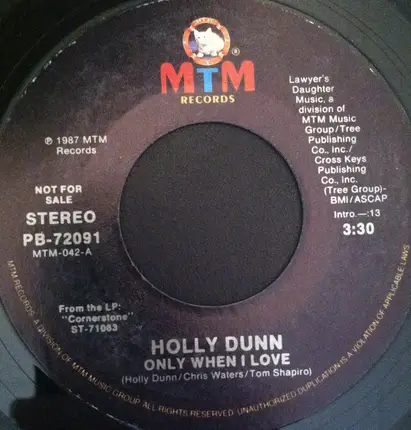 MTM
®
RECORDS
℗ 1987 MTM
Records
NOT FOR
SALE
STEREO
PB-72091
MTM-042-A
From the LP:
"Cornerstone"
ST-71063
Lawyer's
Daughter
Music, a
division of
MTM Music
Group/Tree
Publishing
Co., Inc./
Cross Keys
Publishing
Co., Inc.
(Tree Group)-
BMI/ASCAP
Intro.—:13
3:30
HOLLY DUNN
ONLY WHEN I LOVE
(Holly Dunn/Chris Waters/Tom Shapiro)
MTM RECORDS, A DIVISION OF MTM MUSIC GROUP. ALL RIGHTS RESERVED. UNAUTHORIZED DUPLICATION IS A VIOLATION OF APPLICABLE LAWS